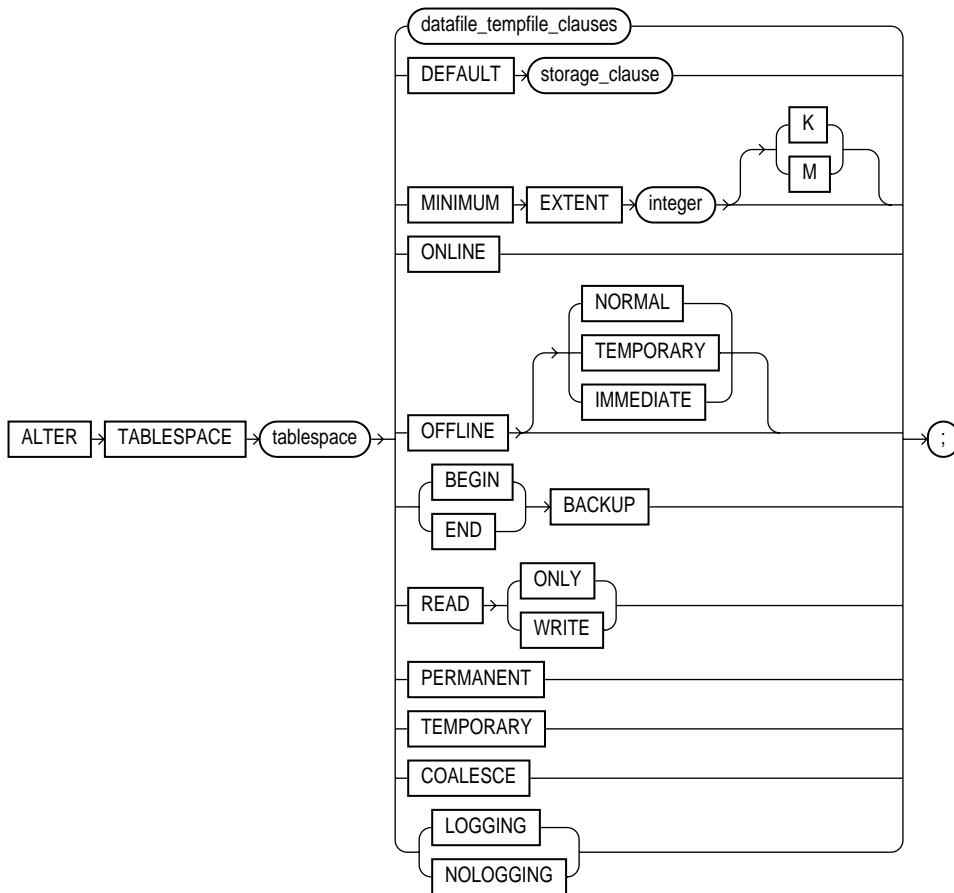 datafile_tempfile_clauses
DEFAULT storage_clause
K
M
MINIMUM EXTENT integer
ONLINE
NORMAL
TEMPORARY
IMMEDIATE
ALTER TABLESPACE tablespace OFFLINE ;
BEGIN
BACKUP
END
ONLY
READ
WRITE
PERMANENT
TEMPORARY
COALESCE
LOGGING
NOLOGGING